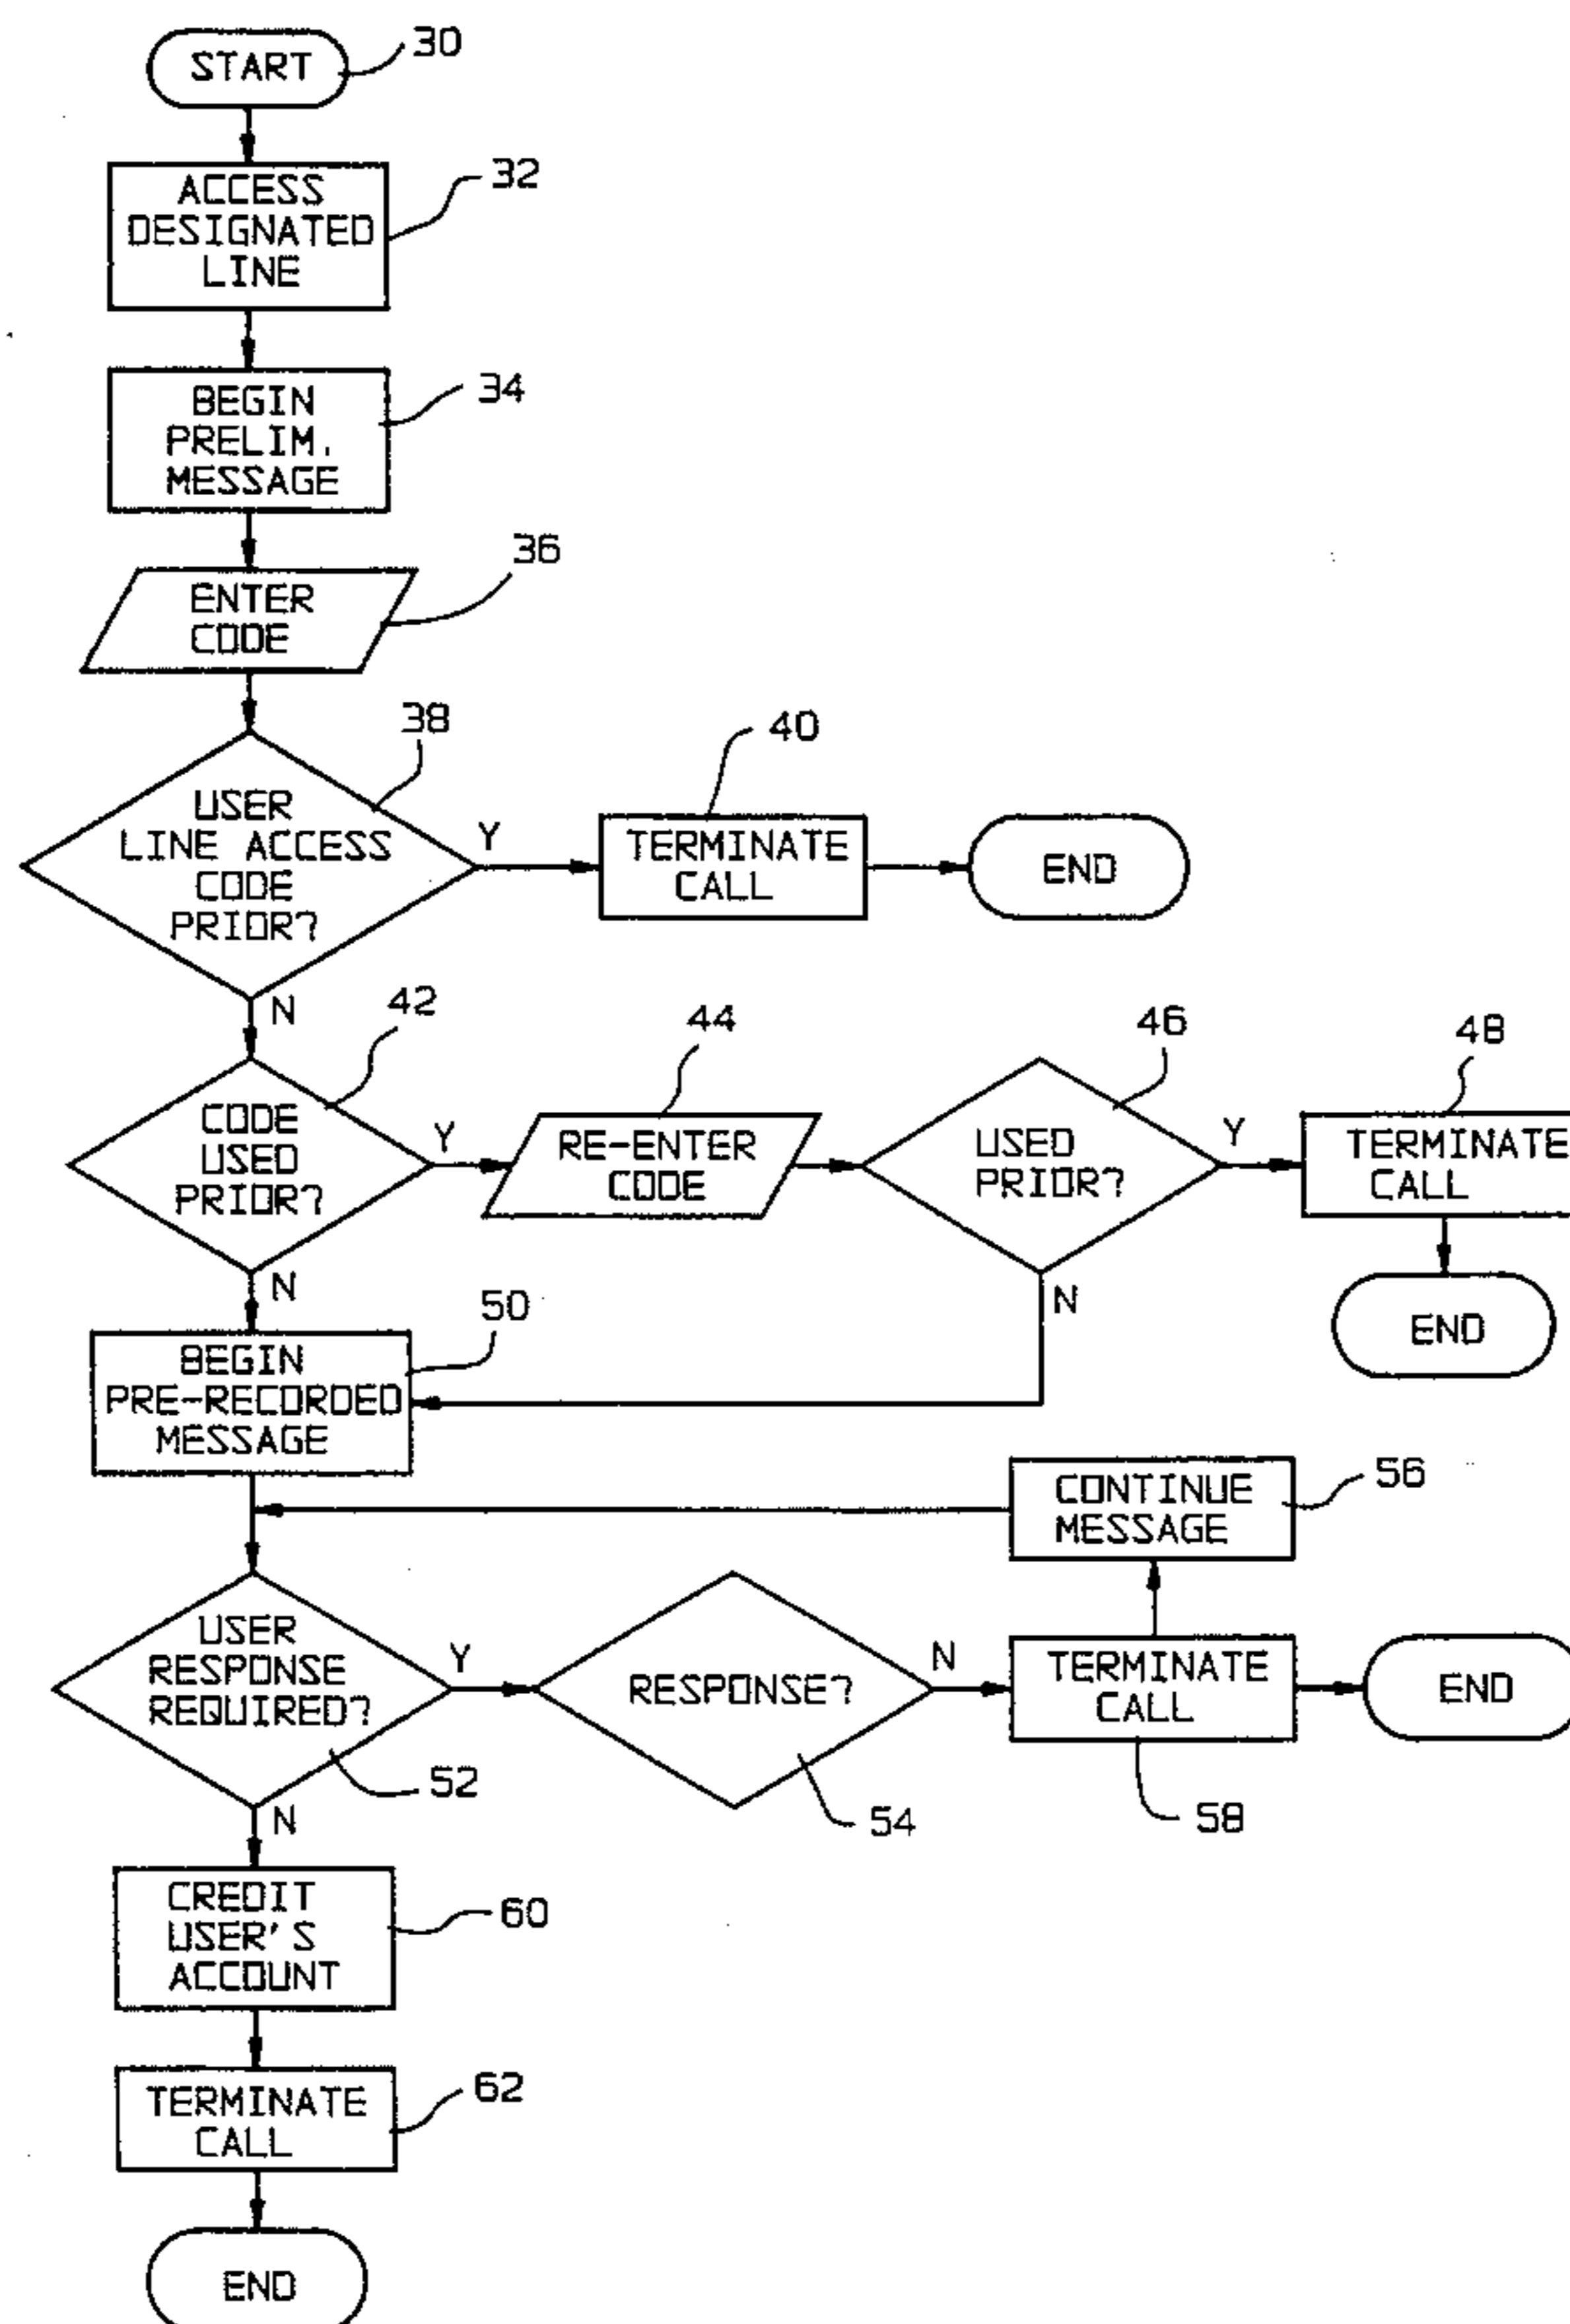 START
30
ACCESS
DESIGNATED
LINE
32
BEGIN
PRELIM.
MESSAGE
34
ENTER
CODE
36
USER
LINE ACCESS
CODE
PRIOR?
38
Y
TERMINATE
CALL
40
END
N
CODE
USED
PRIOR?
42
Y
RE-ENTER
CODE
44
USED
PRIOR?
46
Y
TERMINATE
CALL
48
END
N
N
BEGIN
PRE-RECORDED
MESSAGE
50
CONTINUE
MESSAGE
56
USER
RESPONSE
REQUIRED?
52
Y
RESPONSE?
54
N
TERMINATE
CALL
58
END
N
CREDIT
USER'S
ACCOUNT
60
TERMINATE
CALL
62
END